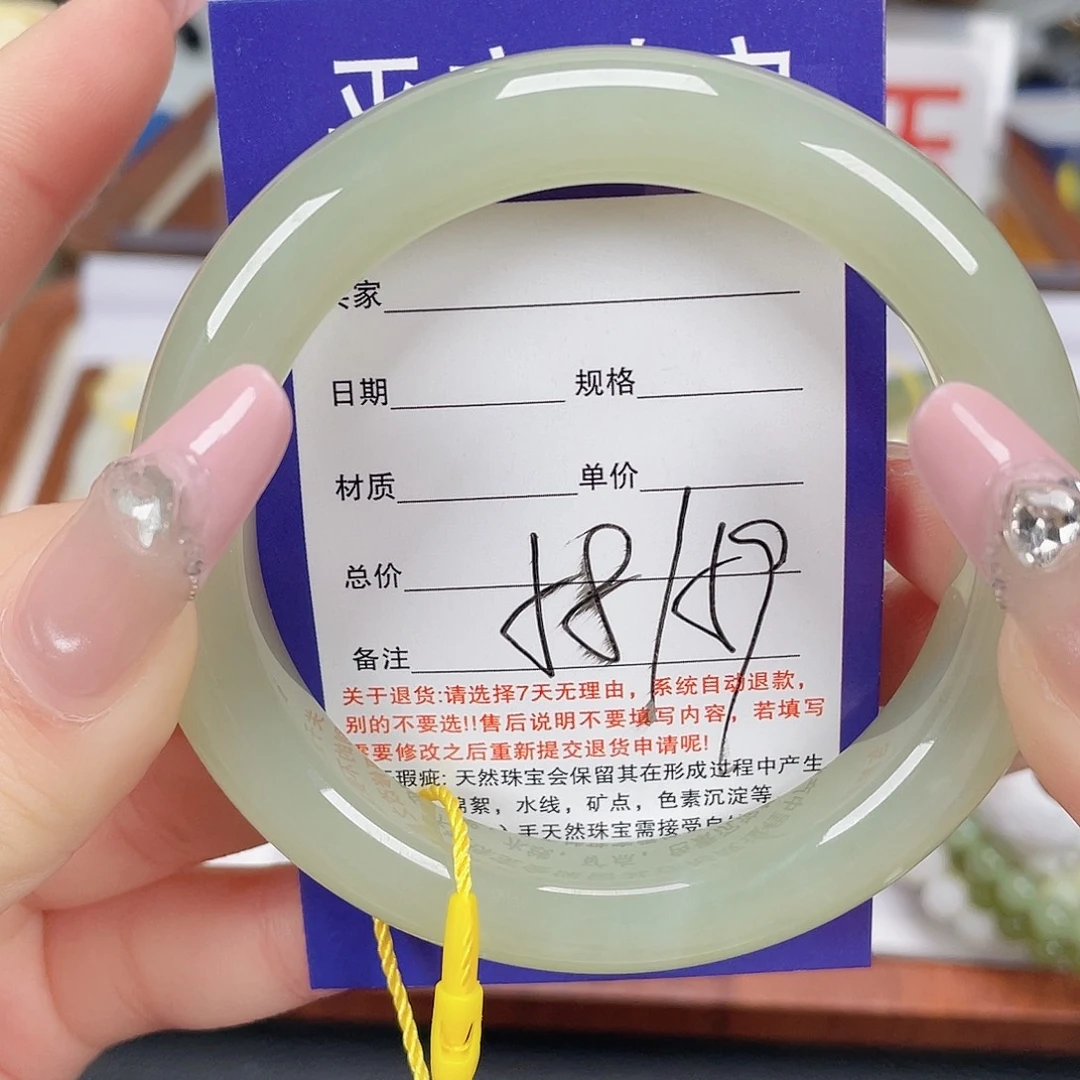 家
日期 规格
材质 单价
总价
备注
关于退货:请选择7天无理由，系统自动退款，
别的不要选!!售后说明不要填写内容，若填写
需要修改之后重新提交退货申请呢!
瑕疵: 天然珠宝会保留其在形成过程中产生
棉絮，水线，矿点，色素沉淀等
手天然珠宝需接受自